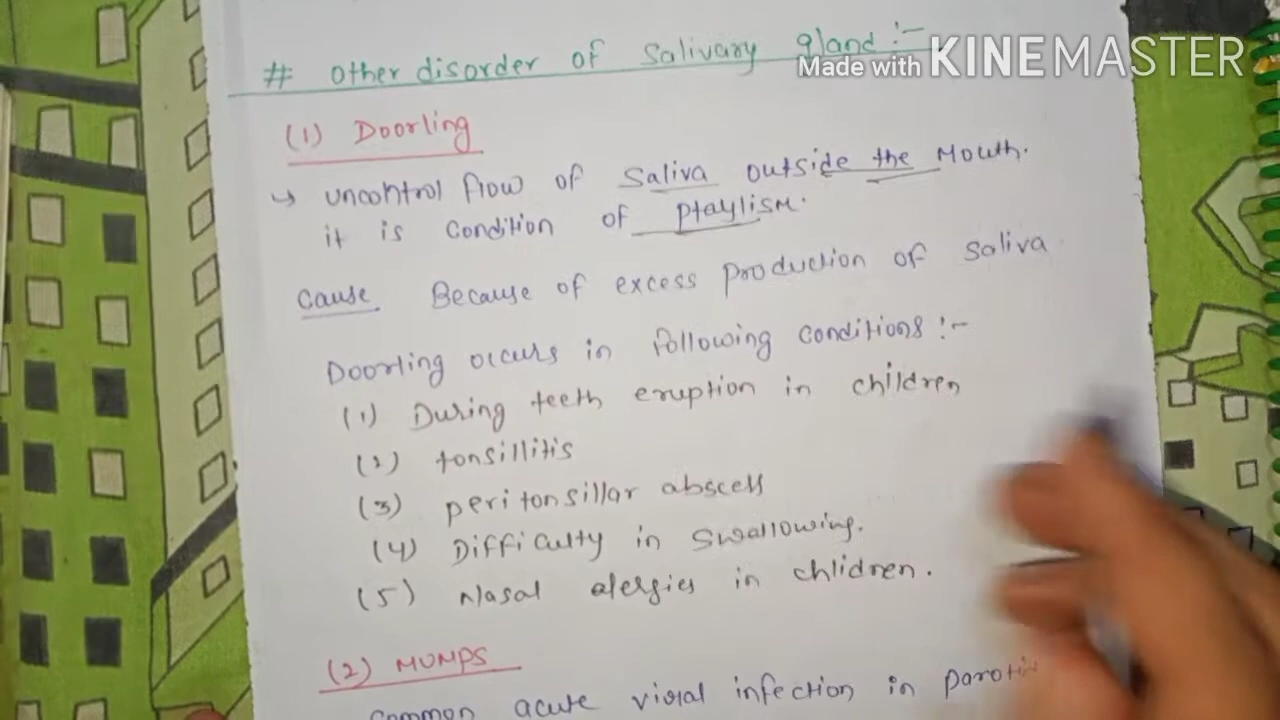 # Other disorder of Salivary gland :-
Made with KINEMASTER
(1) Doorling
→ uncontrol flow of Saliva outside the Mouth.
it is condition of ptaylism.
Cause Because of excess production of saliva
Doorling occurs in following conditions :-
(1) During teeth eruption in children
(2) tonsillitis
(3) peritonsillar abscess
(4) Difficulty in swallowing.
(5) Nasal alergies in chlidren.
(2) MUMPS
common acute viral infection in